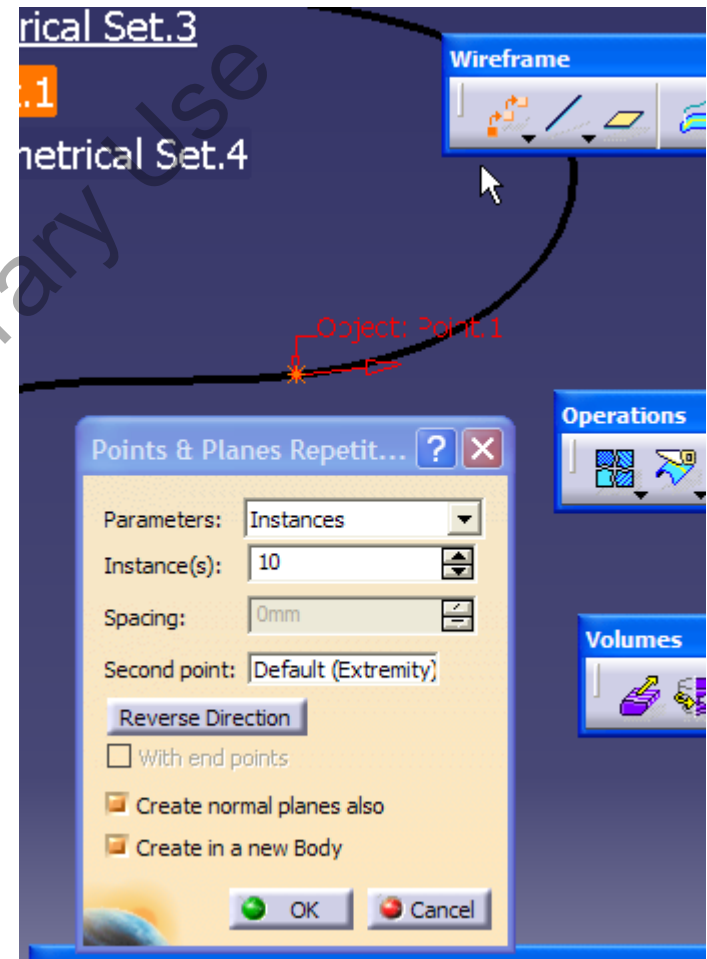 rical Set.3
.1
netrical Set.4
Wireframe
ary Use
Object: Point.1
Operations
Points & Planes Repetit...
Parameters: Instances
Instance(s): 10
Spacing: 0mm
Second point: Default (Extremity)
Reverse Direction
With end points
Create normal planes also
Create in a new Body
OK Cancel
Volumes